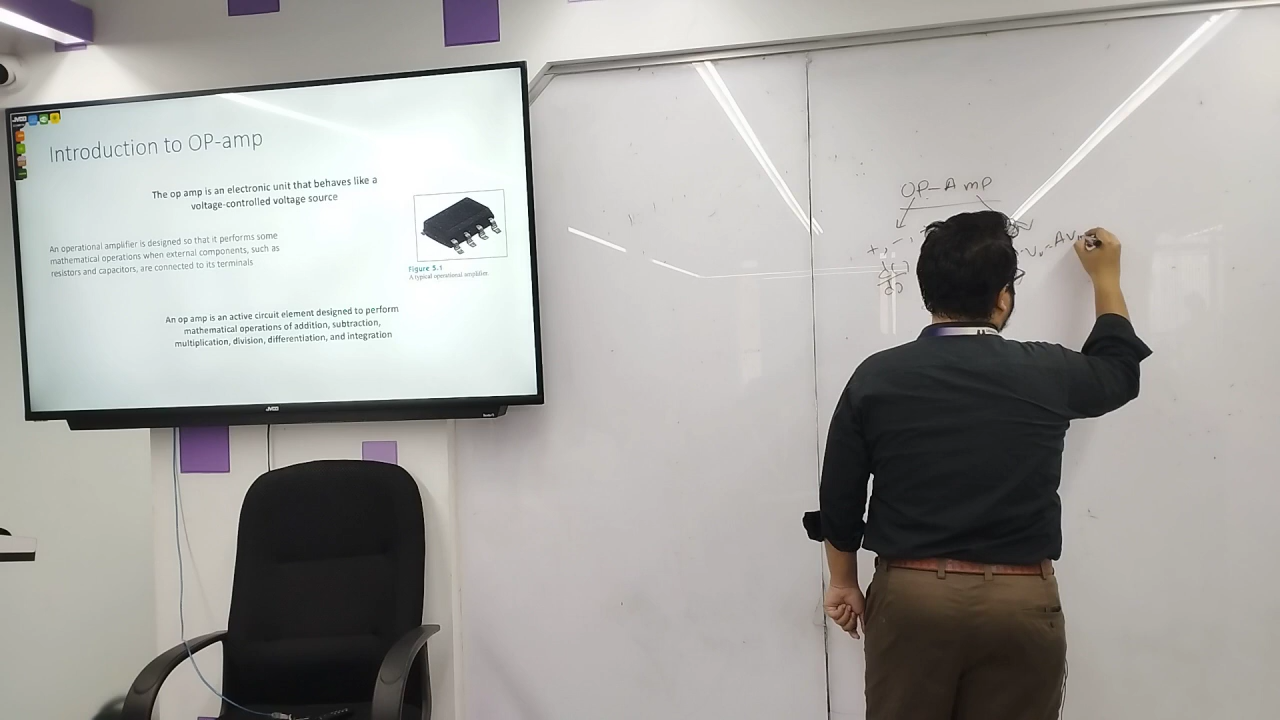 JVCO
Introduction to OP-amp
The op amp is an electronic unit that behaves like a
voltage-controlled voltage source
An operational amplifier is designed so that it performs some
mathematical operations when external components, such as
resistors and capacitors, are connected to its terminals
Figure 5.1
A typical operational amplifier.
An op amp is an active circuit element designed to perform
mathematical operations of addition, subtraction,
multiplication, division, differentiation, and integration
JVCO
OP-Amp
+, -,